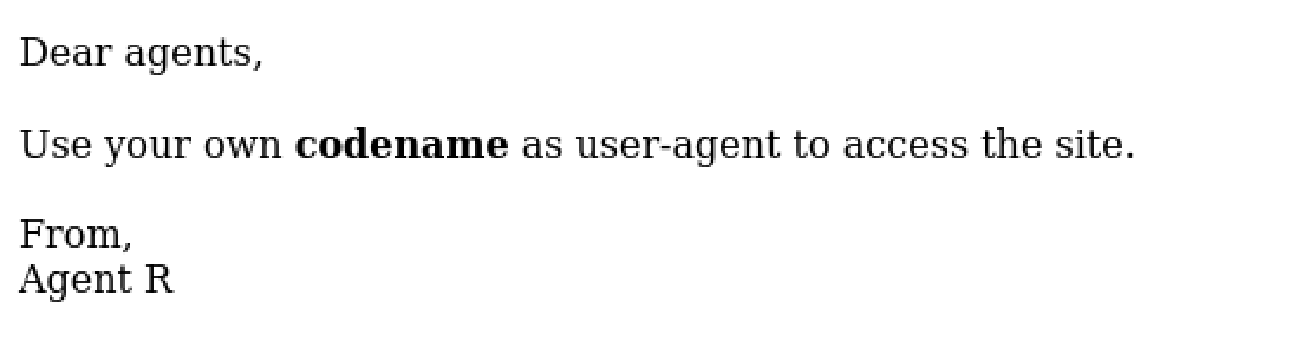 Dear agents,
Use your own codename as user-agent to access the site.
From,
Agent R